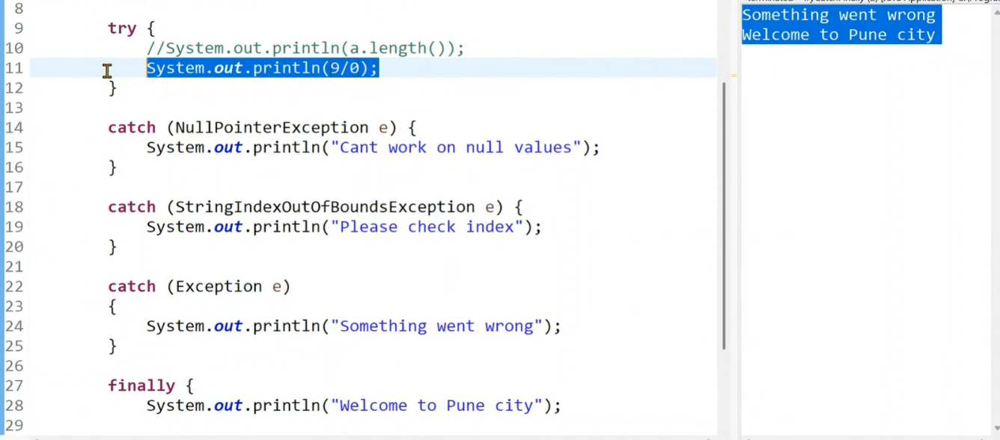 8
9 try {
10 //System.out.println(a.length());
11 System.out.println(9/0);
12 }
13
14 catch (NullPointerException e) {
15 System.out.println("Cant work on null values");
16 }
17
18 catch (StringIndexOutOfBoundsException e) {
19 System.out.println("Please check index");
20 }
21
22 catch (Exception e)
23 {
24 System.out.println("Something went wrong");
25 }
26
27 finally {
28 System.out.println("Welcome to Pune city");
29
Something went wrong
Welcome to Pune city